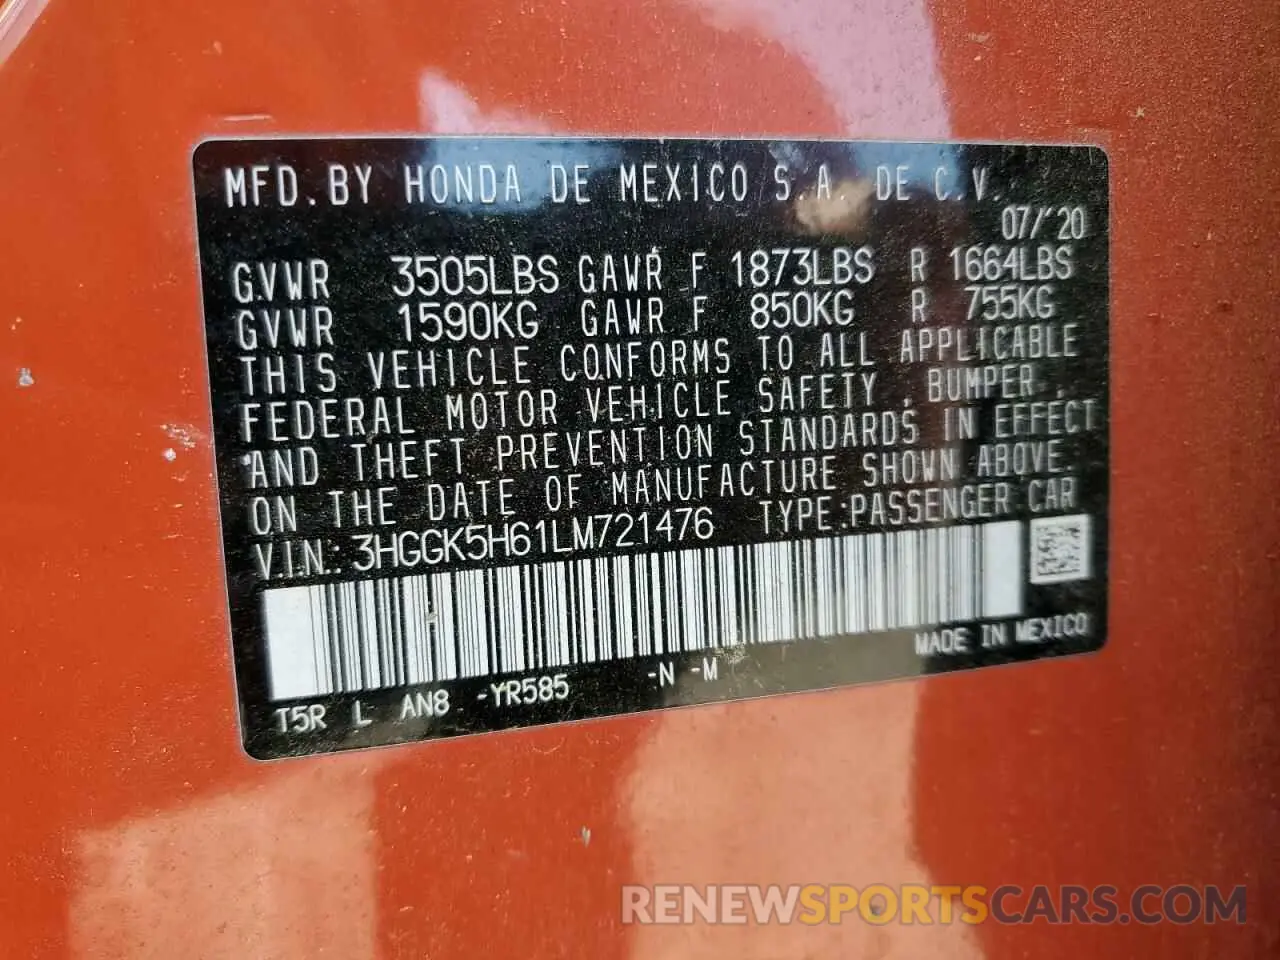 MFD. BY HONDA DE MEXICO S.A. DE C.V.
07/'20
GVWR 3505LBS GAWR F 1873LBS R 1664LBS
GVWR 1590KG GAWR F 850KG R 755KG
THIS VEHICLE CONFORMS TO ALL APPLICABLE
FEDERAL MOTOR VEHICLE SAFETY , BUMPER ,
AND THEFT PREVENTION STANDARDS IN EFFECT
ON THE DATE OF MANUFACTURE SHOWN ABOVE.
V.I.N.: 3HGGK5H61LM721476 TYPE:PASSENGER CAR
MADE IN MEXICO
T5R L AN8 -YR585 -N -M
RENEWSPORTSCARS.COM